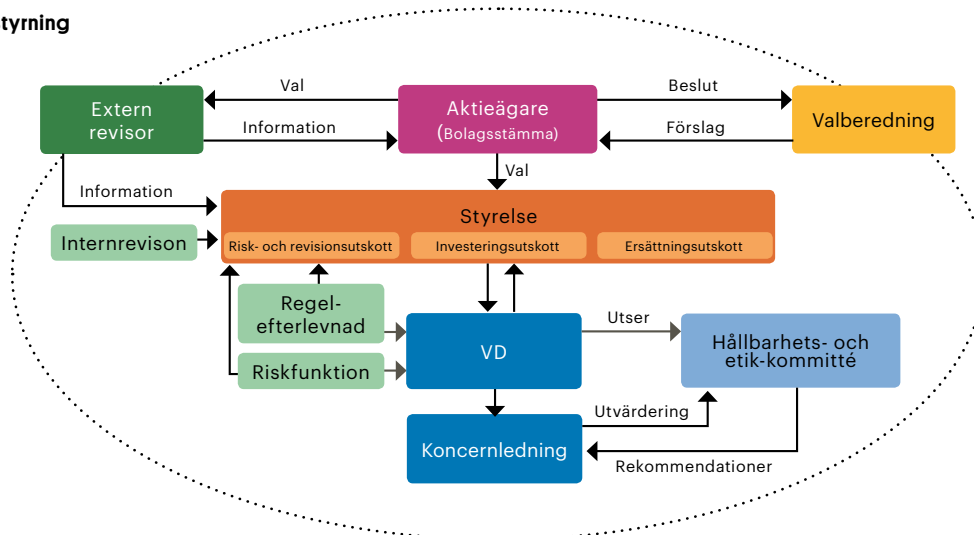 tyrning
Val
Beslut
Extern
revisor
Aktieägare
(Bolagsstämma)
Valberedning
Information
Förslag
Val
Information
Styrelse
Internrevison
Risk- och revisionsutskott
Investeringsutskott
Ersättningsutskott
Regel-
efterlevnad
Utser
VD
Hållbarhets- och
etik-kommitté
Riskfunktion
Utvärdering
Koncernledning
Rekommendationer